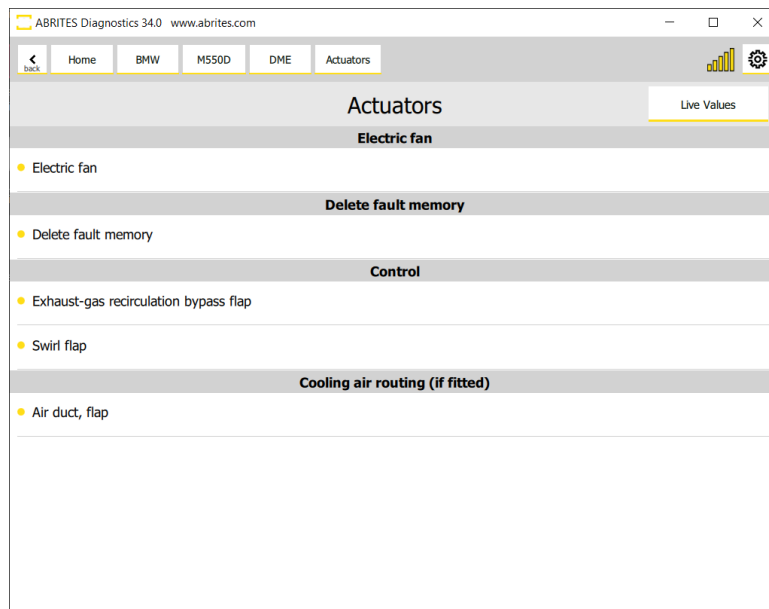 ABRITES Diagnostics 34.0 www.abrites.com
back Home BMW M550D DME Actuators
Actuators
Live Values
Electric fan
Electric fan
Delete fault memory
Delete fault memory
Control
Exhaust-gas recirculation bypass flap
Swirl flap
Cooling air routing (if fitted)
Air duct, flap